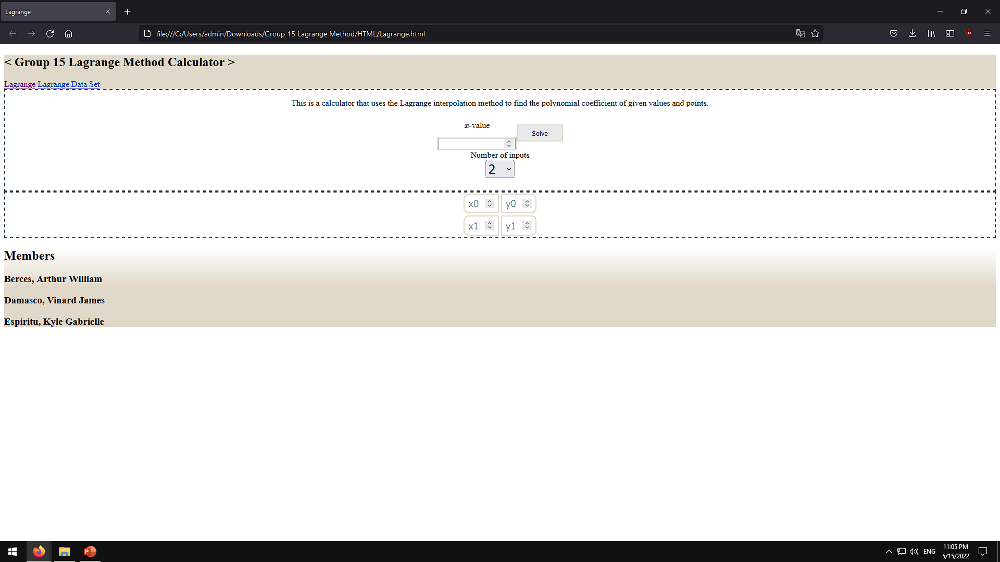 Lagrange
file:///C:/Users/admin/Downloads/Group 15 Lagrange Method/HTML/Lagrange.html
< Group 15 Lagrange Method Calculator >
Lagrange Lagrange Data Set
This is a calculator that uses the Lagrange interpolation method to find the polynomial coefficient of given values and points.
x-value
Solve
Number of inputs
2
x0 y0
x1 y1
Members
Berces, Arthur William
Damasco, Vinard James
Espiritu, Kyle Gabrielle
ENG
11:05 PM
5/15/2022